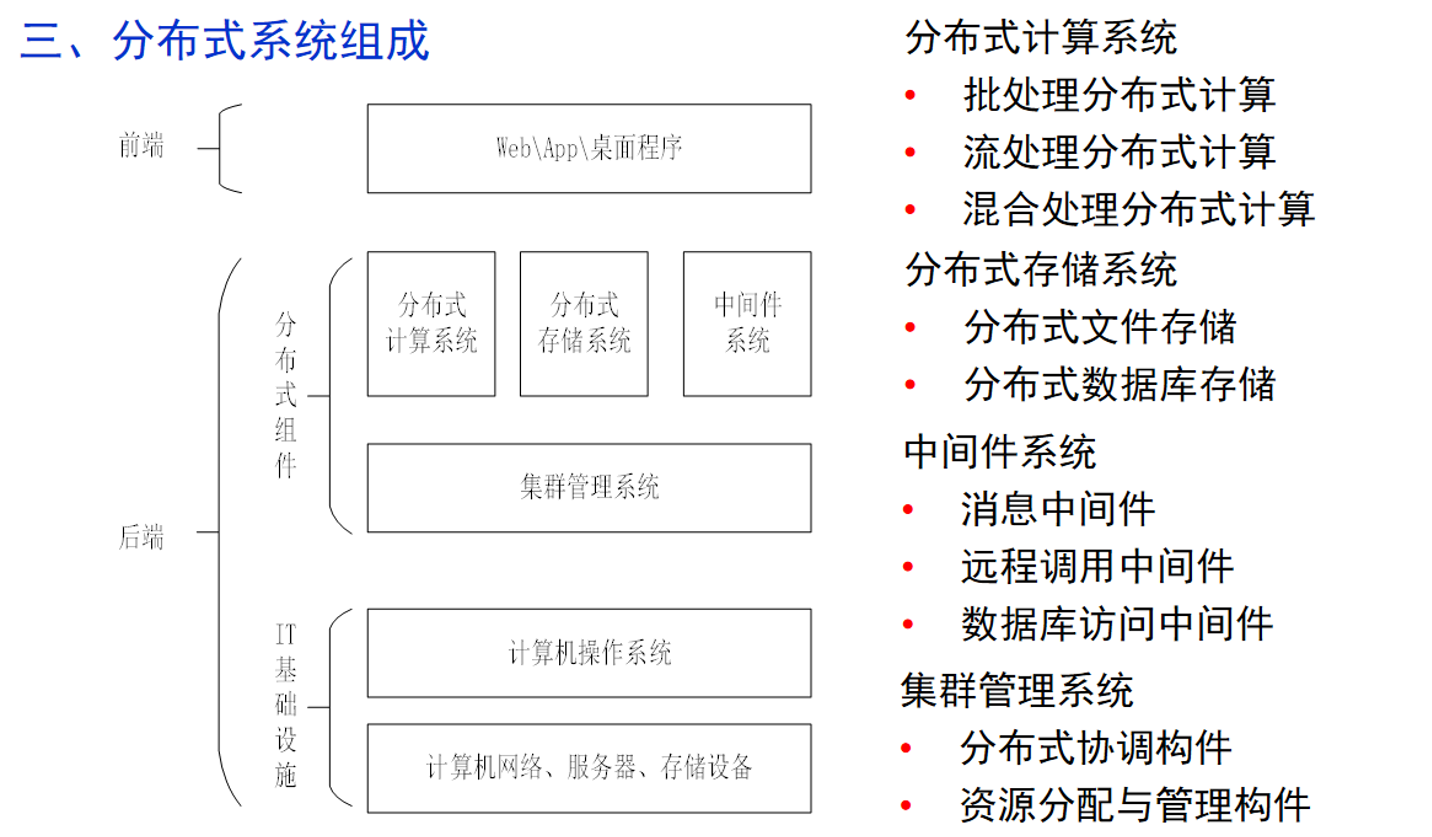 三、分布式系统组成
前端
Web\App\桌面程序
后端
分布式组件
分布式
计算系统
分布式
存储系统
中间件
系统
集群管理系统
IT基础设施
计算机操作系统
计算机网络、服务器、存储设备
分布式计算系统
• 批处理分布式计算
• 流处理分布式计算
• 混合处理分布式计算
分布式存储系统
• 分布式文件存储
• 分布式数据库存储
中间件系统
• 消息中间件
• 远程调用中间件
• 数据库访问中间件
集群管理系统
• 分布式协调构件
• 资源分配与管理构件